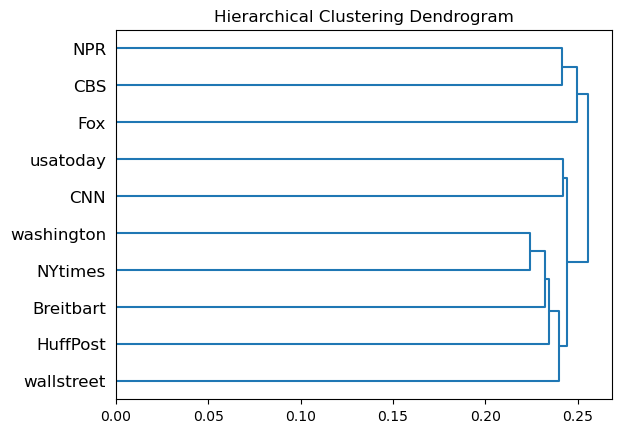 Hierarchical Clustering Dendrogram
NPR
CBS
Fox
usatoday
CNN
washington
NYtimes
Breitbart
HuffPost
wallstreet
0.00 0.05 0.10 0.15 0.20 0.25